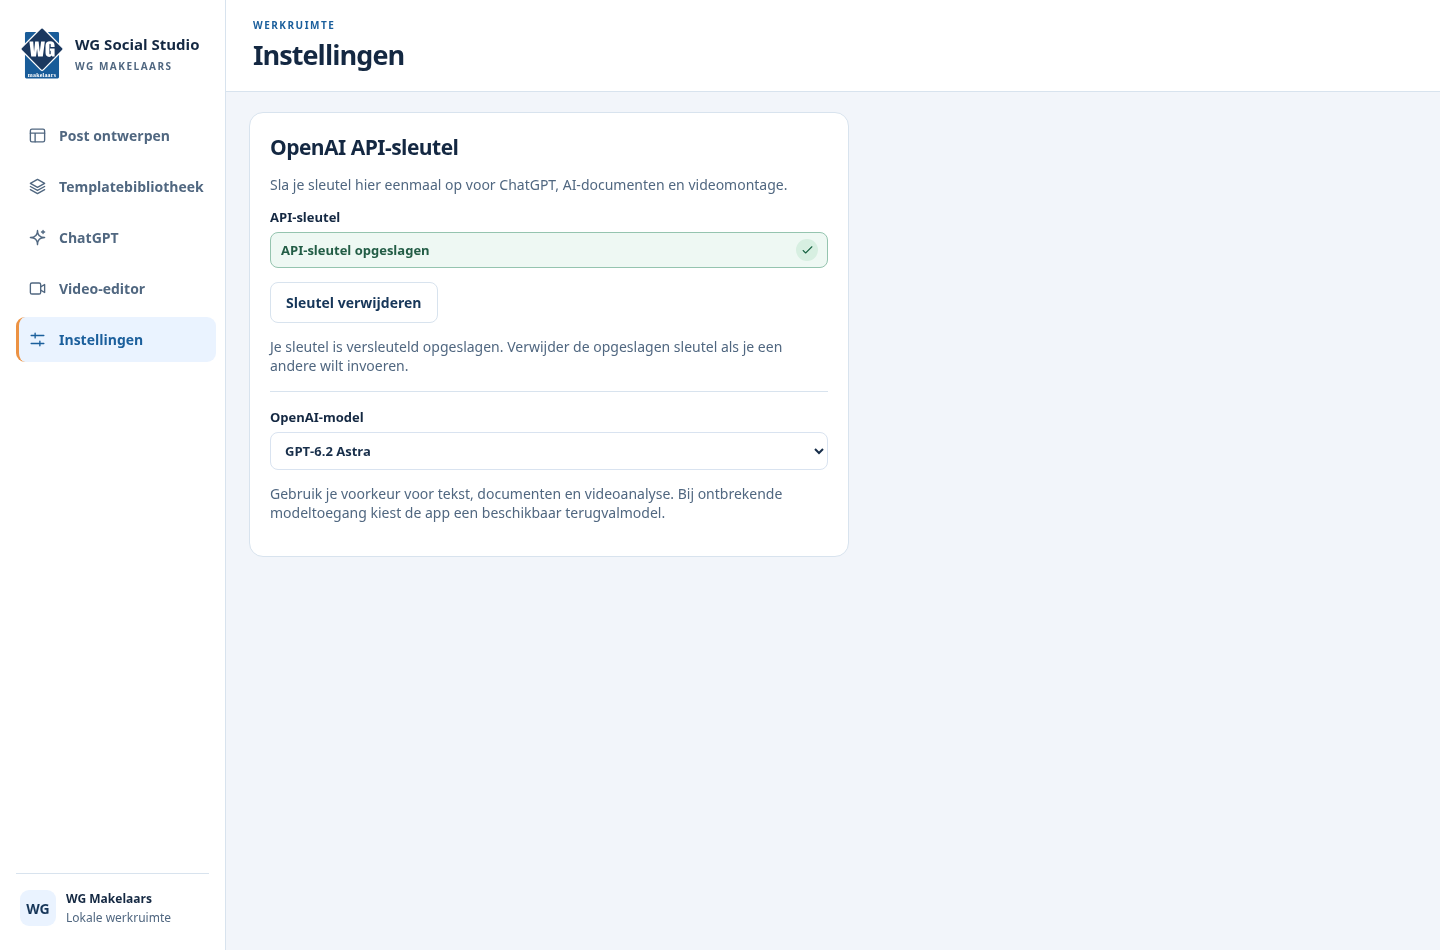 WG
makelaars
WG Social Studio
WG MAKELAARS
Post ontwerpen
Templatebibliotheek
ChatGPT
Video-editor
Instellingen
WG
WG Makelaars
Lokale werkruimte
WERKRUIMTE
Instellingen
OpenAI API-sleutel
Sla je sleutel hier eenmaal op voor ChatGPT, AI-documenten en videomontage.
API-sleutel
API-sleutel opgeslagen
Sleutel verwijderen
Je sleutel is versleuteld opgeslagen. Verwijder de opgeslagen sleutel als je een
andere wilt invoeren.
OpenAI-model
GPT-6.2 Astra
Gebruik je voorkeur voor tekst, documenten en videoanalyse. Bij ontbrekende
modeltoegang kiest de app een beschikbaar terugvalmodel.